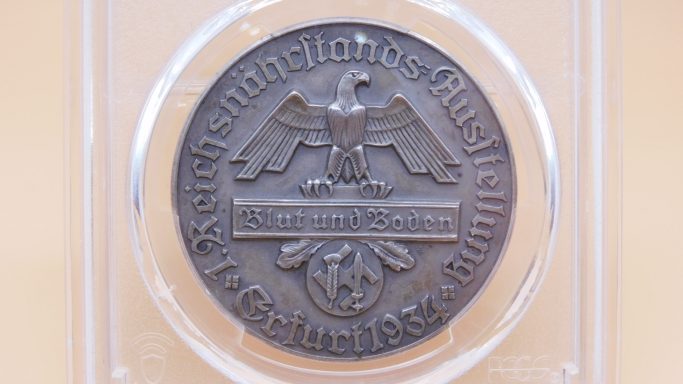 1. Reichsnährstands-Ausstellung
Blut und Boden
Erfurt 1934
PCGS